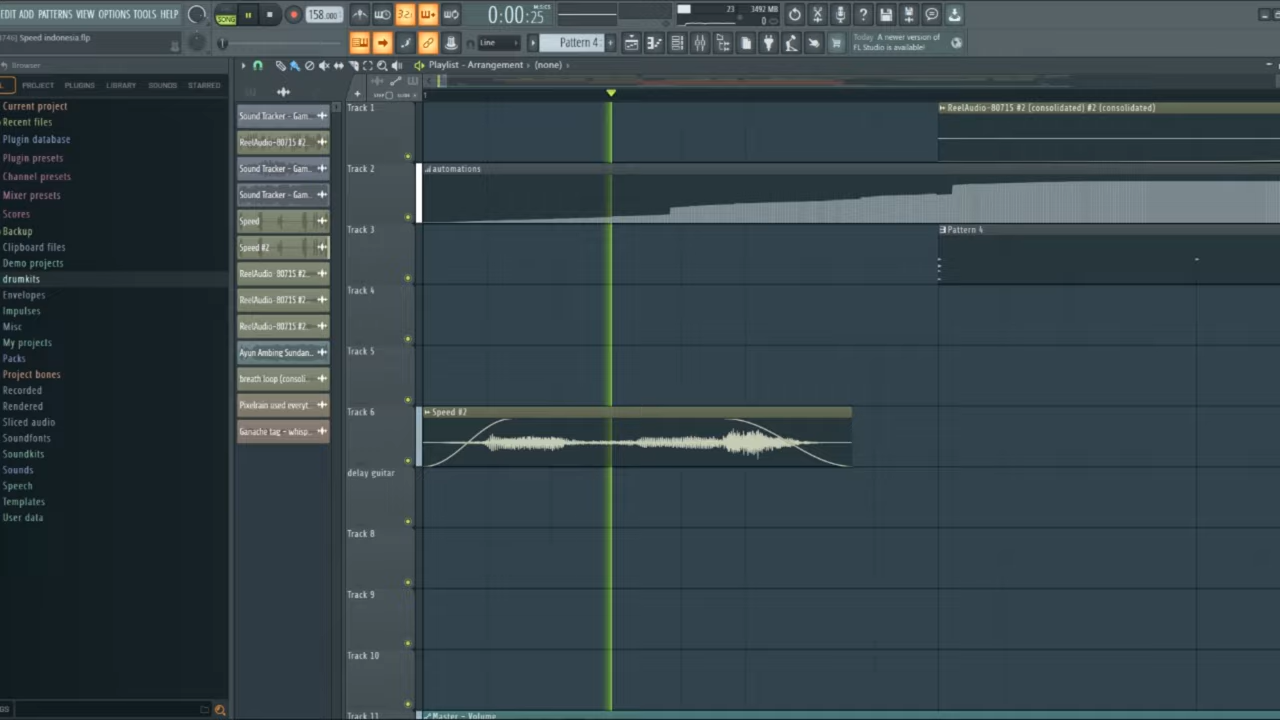 EDIT ADD PATTERNS VIEW OPTIONS TOOLS HELP
SONG
158.000
32
0:00:25
M:S:CS
23
3492 MB
0
Speed indonesia.flp
Line
Pattern 4
Today A newer version of
FL Studio is available!
Browser
Playlist - Arrangement › (none) ›
PROJECT PLUGINS LIBRARY SOUNDS STARRED
Current project
Recent files
Plugin database
Plugin presets
Channel presets
Mixer presets
Scores
Backup
Clipboard files
Demo projects
drumkits
Envelopes
Impulses
Misc
My projects
Packs
Project bones
Recorded
Rendered
Sliced audio
Soundfonts
Soundkits
Sounds
Speech
Templates
User data
Sound Tracker - Gam..
ReelAudio-80715 #2..
Sound Tracker - Gam..
Sound Tracker - Gam..
Speed
Speed #2
ReelAudio-80715 #2..
ReelAudio-80715 #2..
ReelAudio-80715 #2..
Ayun Ambing Sundan..
breath loop (consoli..
Pixelrain used everyt..
Ganache tag - whisp..
1
Track 1
ReelAudio-80715 #2 (consolidated) #2 (consolidated)
Track 2
automations
Track 3
Pattern 4
Track 4
Track 5
Track 6
Speed #2
delay guitar
Track 8
Track 9
Track 10
Track 11
Master - Volume